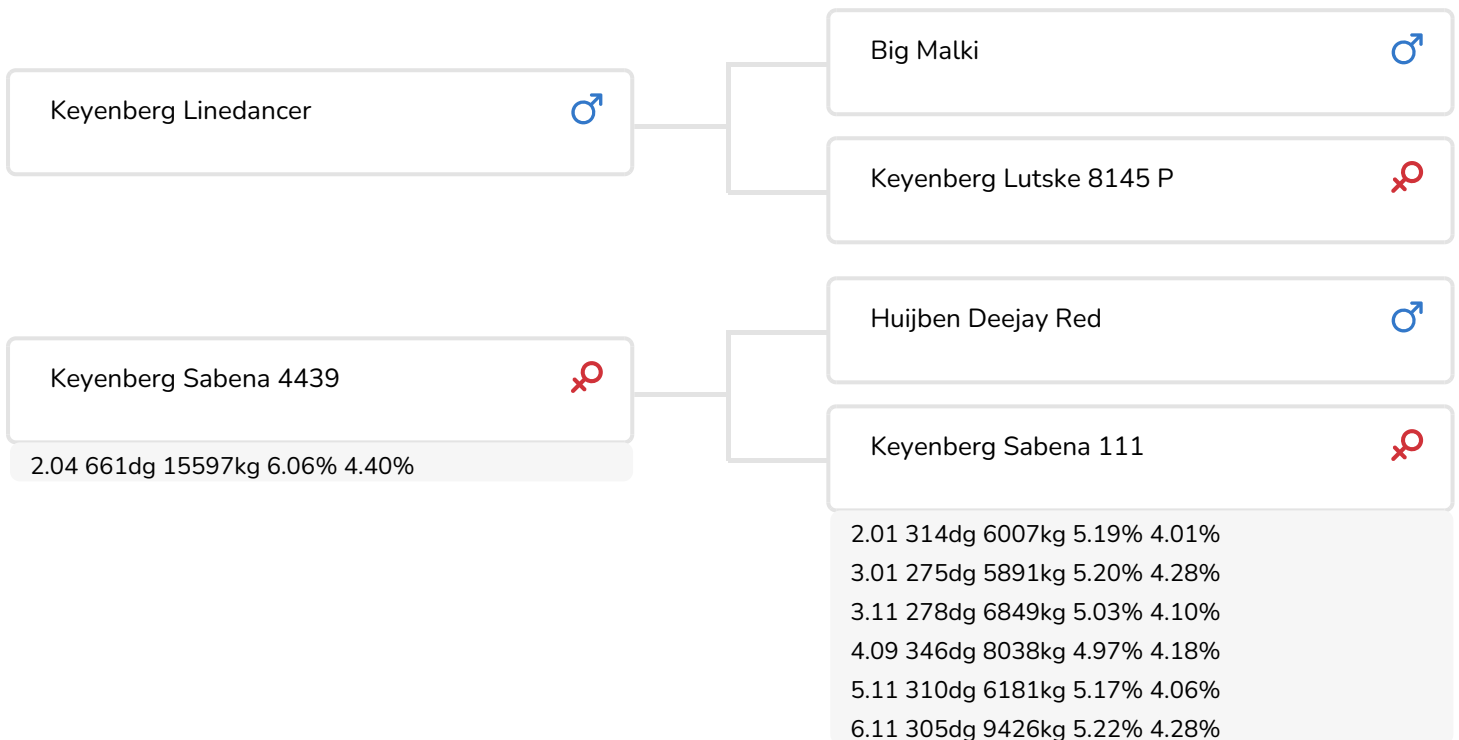 Big Malki
Keyenberg Linedancer
Keyenberg Lutske 8145 P
Huijben Deejay Red
Keyenberg Sabena 4439
Keyenberg Sabena 111
2.04 661dg 15597kg 6.06% 4.40%
2.01 314dg 6007kg 5.19% 4.01%
3.01 275dg 5891kg 5.20% 4.28%
3.11 278dg 6849kg 5.03% 4.10%
4.09 346dg 8038kg 4.97% 4.18%
5.11 310dg 6181kg 5.17% 4.06%
6.11 305dg 9426kg 5.22% 4.28%